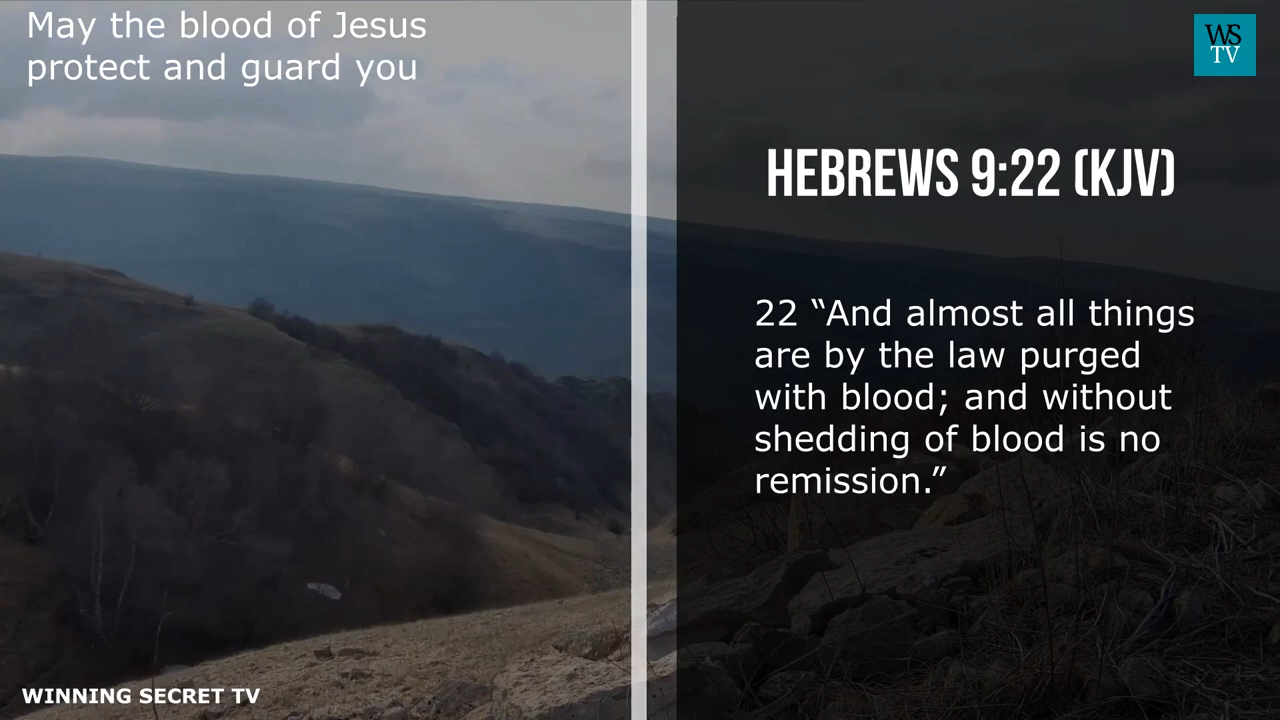 May the blood of Jesus
protect and guard you
WS
TV
HEBREWS 9:22 (KJV)
22 “And almost all things
are by the law purged
with blood; and without
shedding of blood is no
remission.”
WINNING SECRET TV